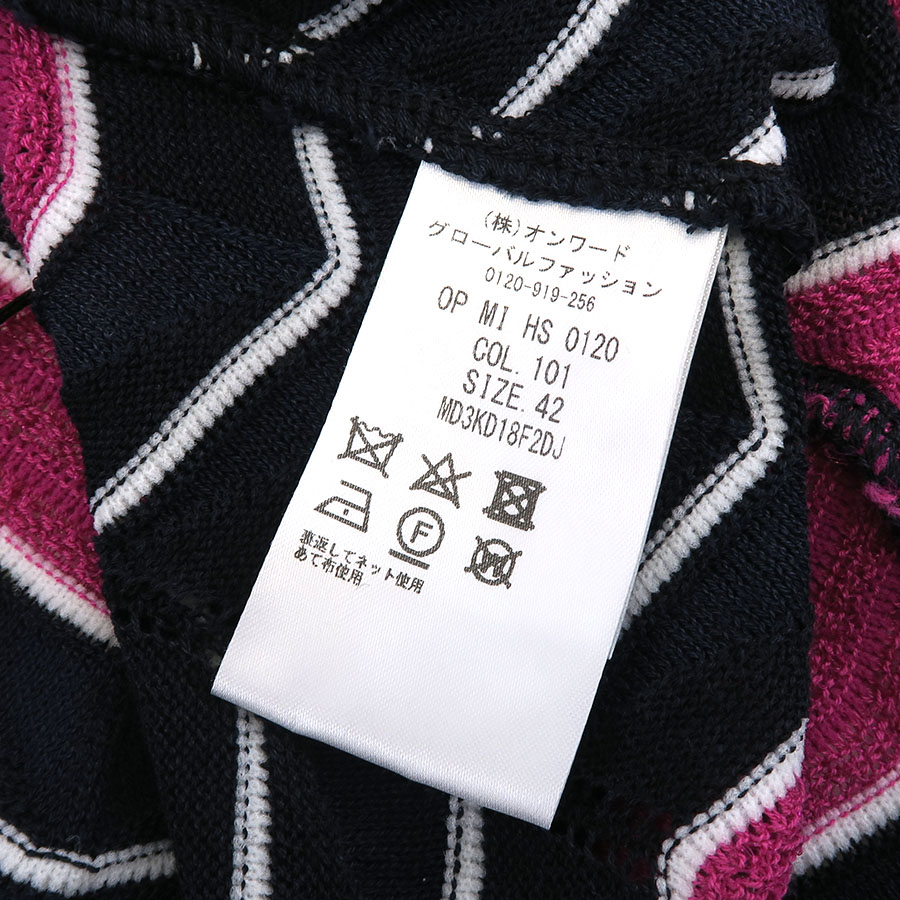 (株)オンワード
グローバルファッション
0120-919-256
OP MI HS 0120
COL. 101
SIZE. 42
MD3KD18F2DJ
F
裏返してネット使用
あて布使用